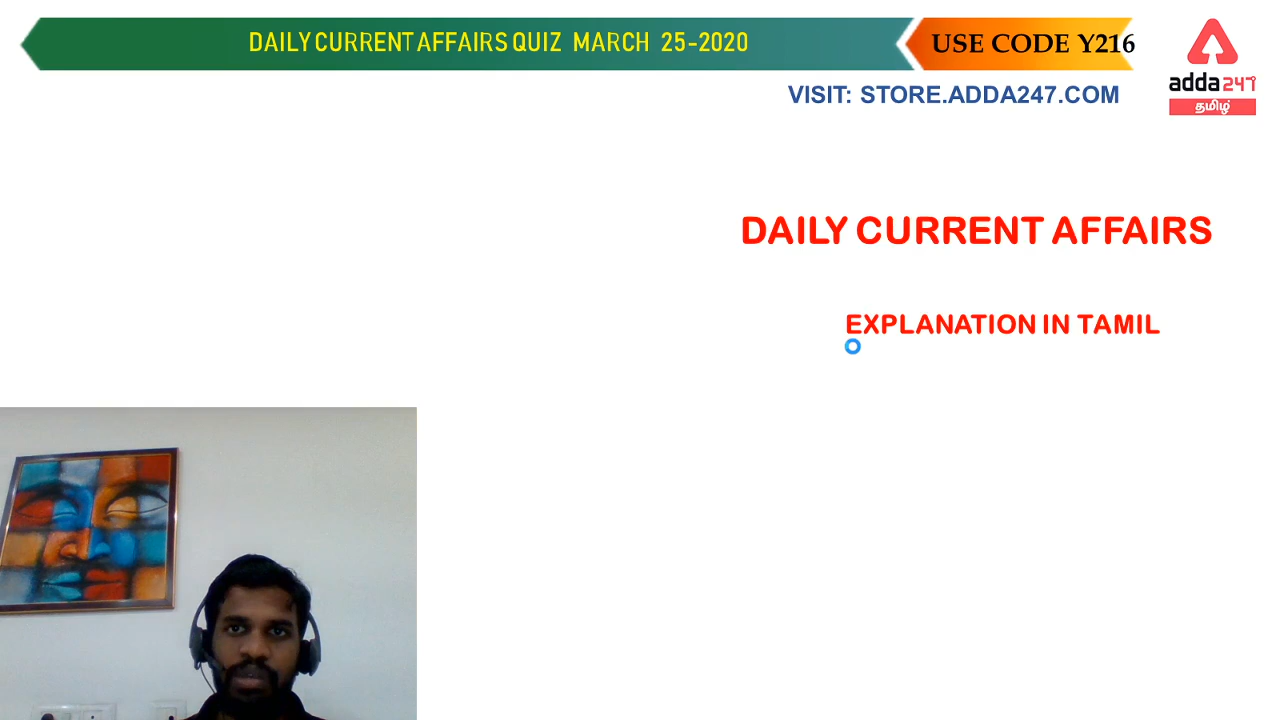 DAILY CURRENT AFFAIRS QUIZ MARCH 25-2020
USE CODE Y216
VISIT: STORE.ADDA247.COM
adda247
தமிழ்
DAILY CURRENT AFFAIRS
EXPLANATION IN TAMIL